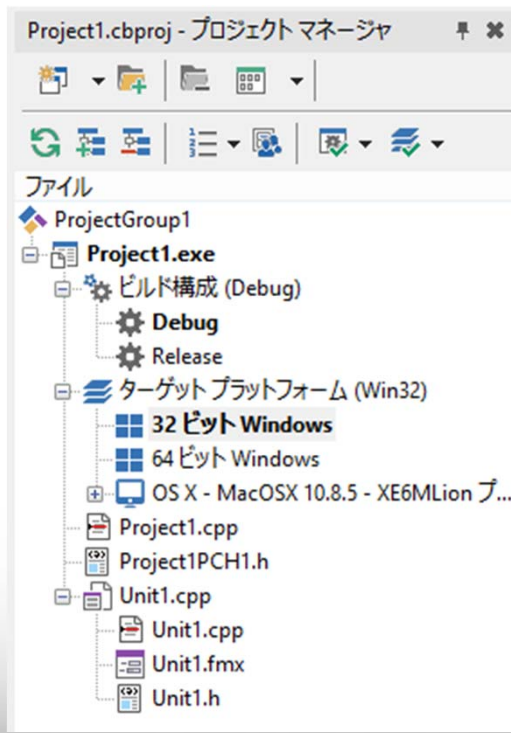 Project1.cbproj - プロジェクト マネージャ
ファイル
ProjectGroup1
Project1.exe
ビルド構成 (Debug)
Debug
Release
ターゲット プラットフォーム (Win32)
32 ビット Windows
64 ビット Windows
OS X - MacOSX 10.8.5 - XE6MLion プ...
Project1.cpp
Project1PCH1.h
Unit1.cpp
Unit1.cpp
Unit1.fmx
Unit1.h